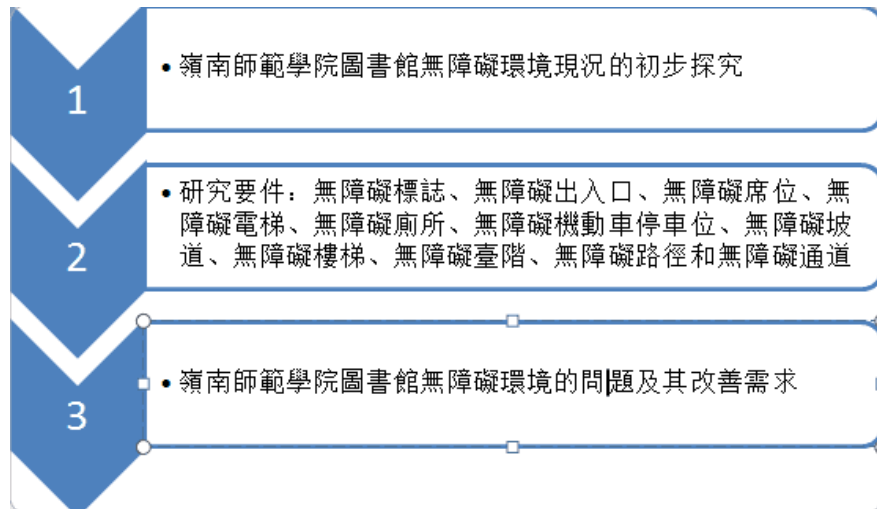 1
• 嶺南師範學院圖書館無障礙環境現況的初步探究
2
• 研究要件：無障礙標誌、無障礙出入口、無障礙席位、無
障礙電梯、無障礙廁所、無障礙機動車停車位、無障礙坡
道、無障礙樓梯、無障礙臺階、無障礙路徑和無障礙通道
3
• 嶺南師範學院圖書館無障礙環境的問題及其改善需求